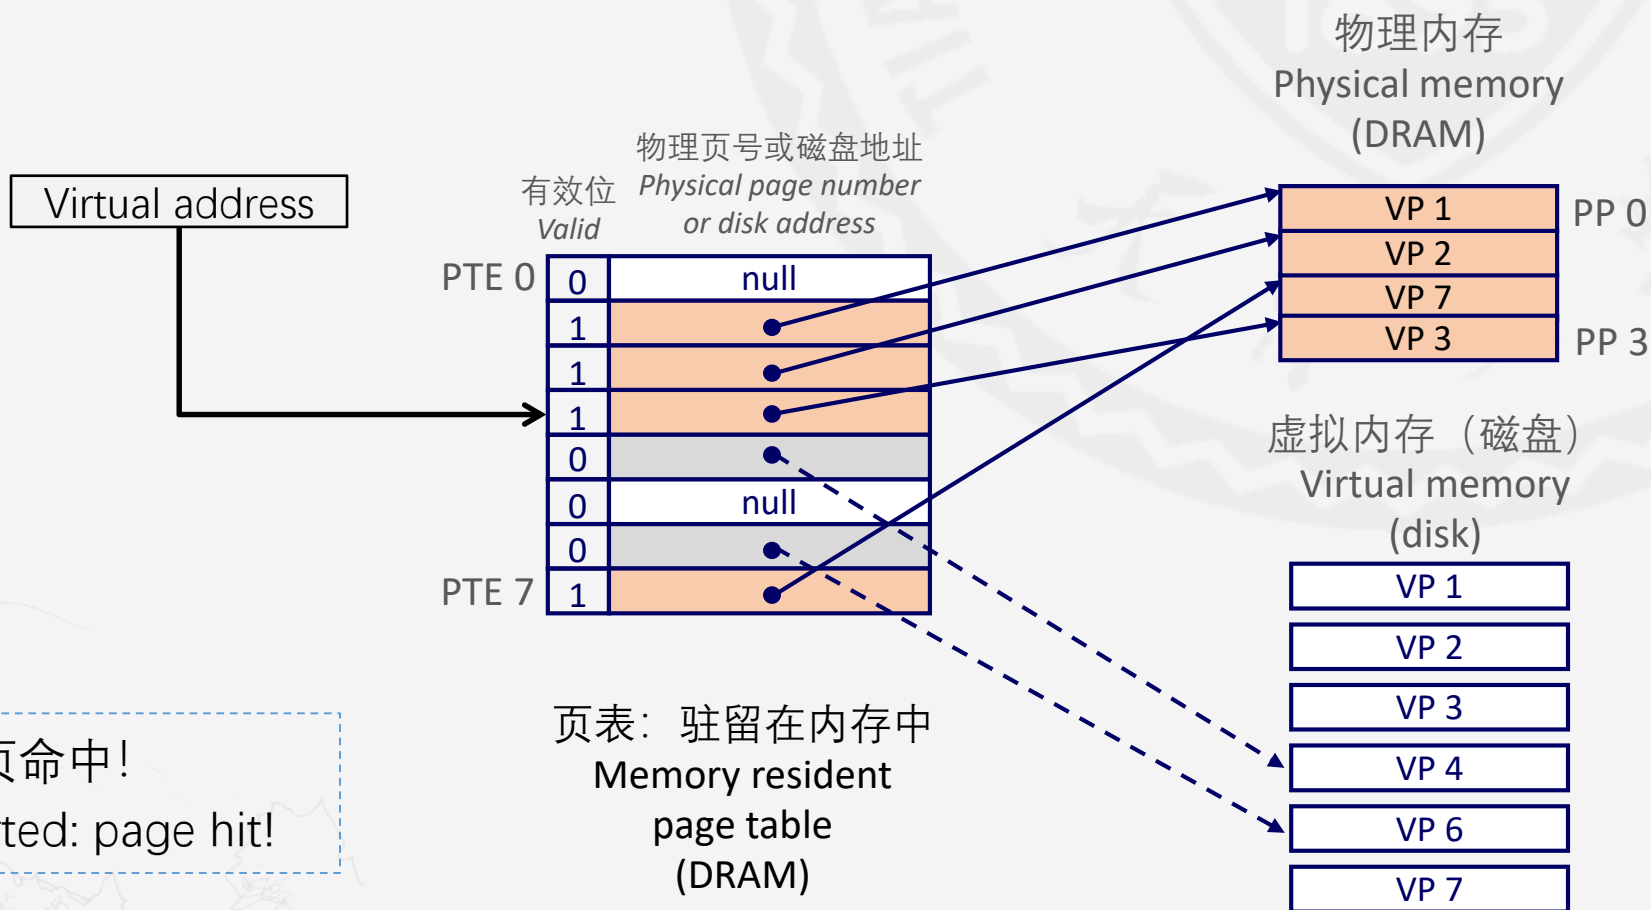 物理内存
Physical memory
(DRAM)
物理页号或磁盘地址
Physical page number
or disk address
有效位
Valid
Virtual address
PTE 0
0
null
1
1
1
0
0
null
0
PTE 7
1
VP 1
PP 0
VP 2
VP 7
VP 3
PP 3
虚拟内存（磁盘）
Virtual memory
(disk)
VP 1
VP 2
VP 3
VP 4
VP 6
VP 7
页表：驻留在内存中
Memory resident
page table
(DRAM)
页命中！
page hit!